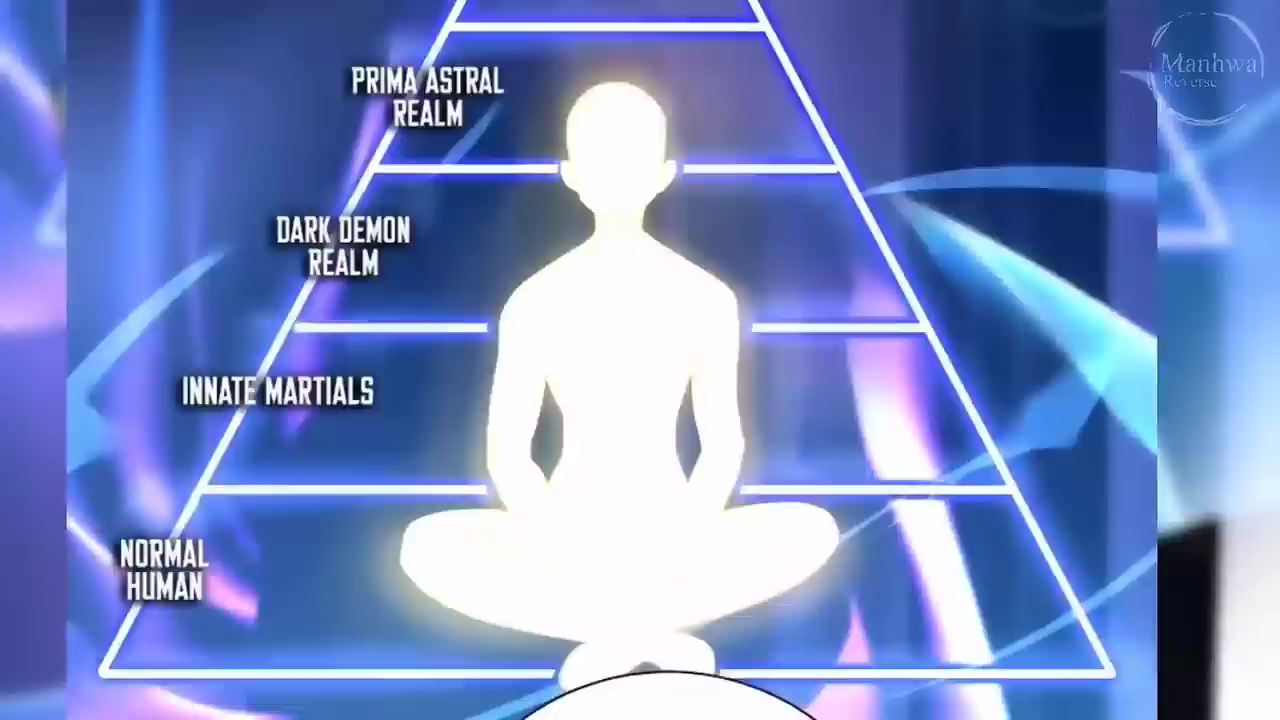 Manhwa
Reverse
PRIMA ASTRAL
REALM
DARK DEMON
REALM
INNATE MARTIALS
NORMAL
HUMAN